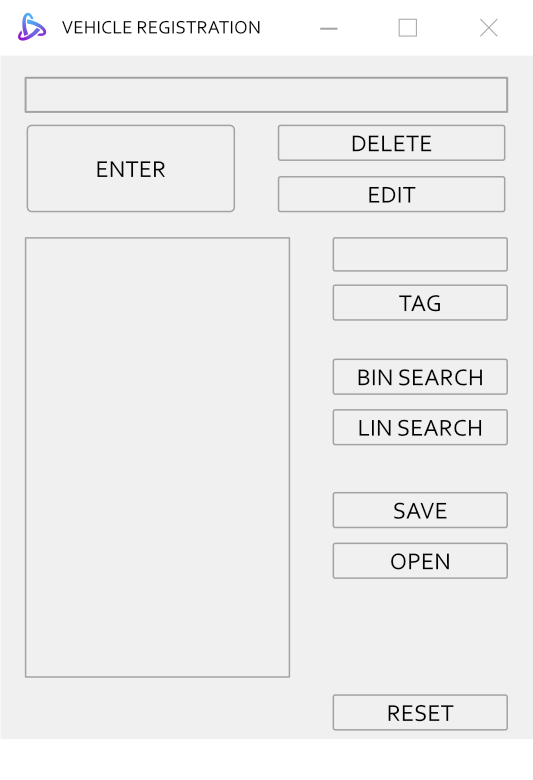 VEHICLE REGISTRATION
ENTER
DELETE
EDIT
TAG
BIN SEARCH
LIN SEARCH
SAVE
OPEN
RESET